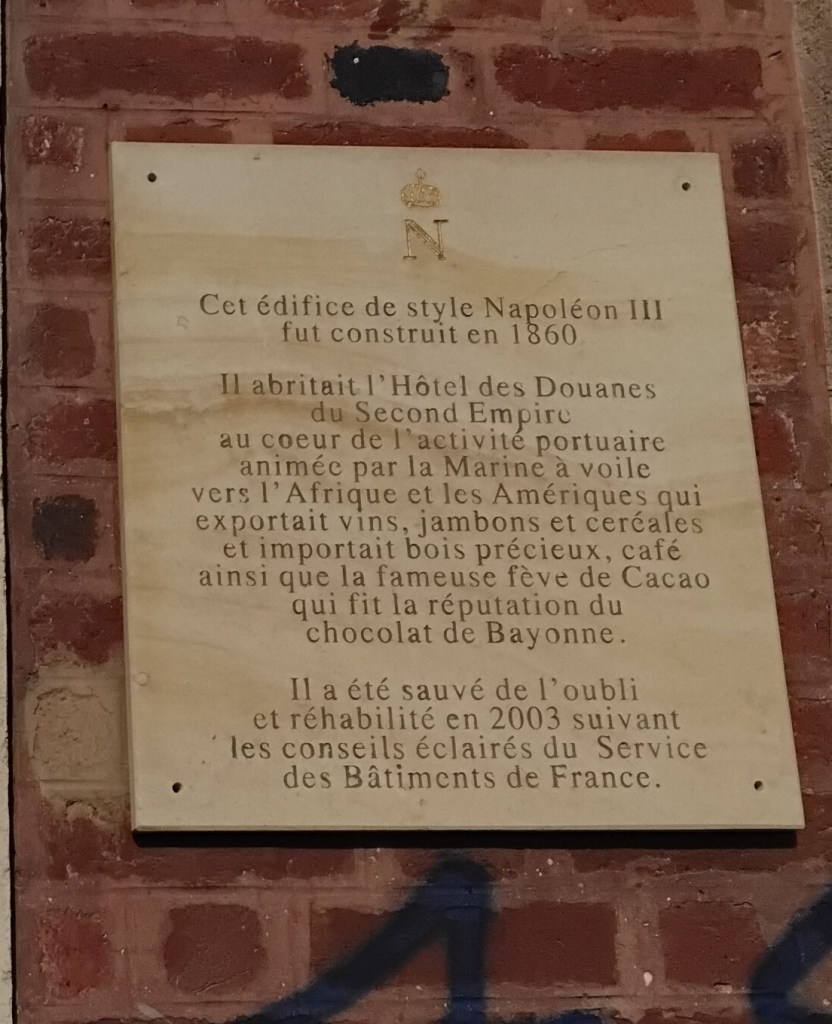 N
Cet édifice de style Napoléon III
fut construit en 1860
Il abritait l'Hôtel des Douanes
du Second Empire
au coeur de l'activité portuaire
animée par la Marine à voile
vers l'Afrique et les Amériques qui
exportait vins, jambons et ceréales
et importait bois précieux, café
ainsi que la fameuse fève de Cacao
qui fit la réputation du
chocolat de Bayonne.
Il a été sauvé de l'oubli
et réhabilité en 2003 suivant
les conseils éclairés du Service
des Bâtiments de France.